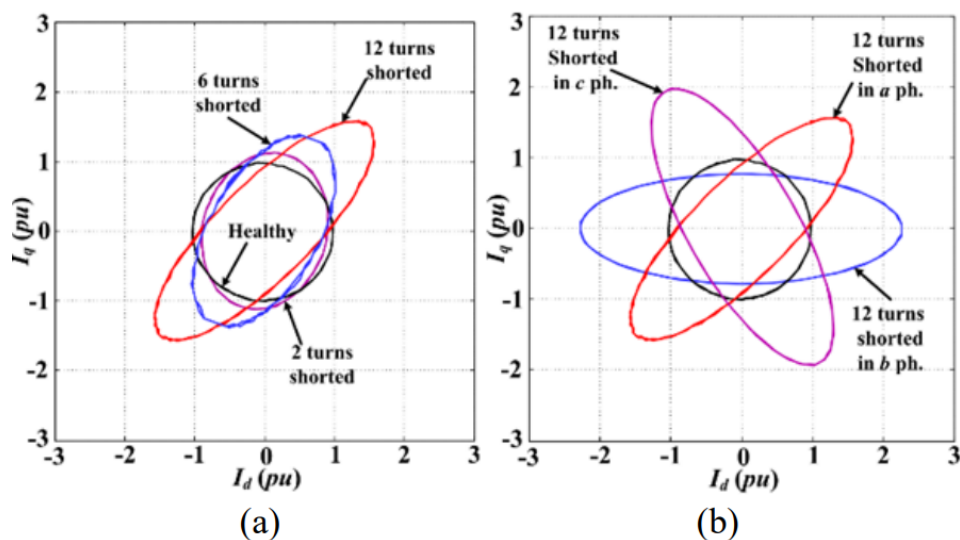 3
2
1
0
-1
-2
-3
-3
-2
-1
0
1
2
3
Iq (pu)
Id (pu)
12 turns
shorted
6 turns
shorted
Healthy
2 turns
shorted
(a)
3
2
1
0
-1
-2
-3
-3
-2
-1
0
1
2
3
Iq (pu)
Id (pu)
12 turns
Shorted
in c ph.
12 turns
Shorted
in a ph.
12 turns
shorted
in b ph.
(b)